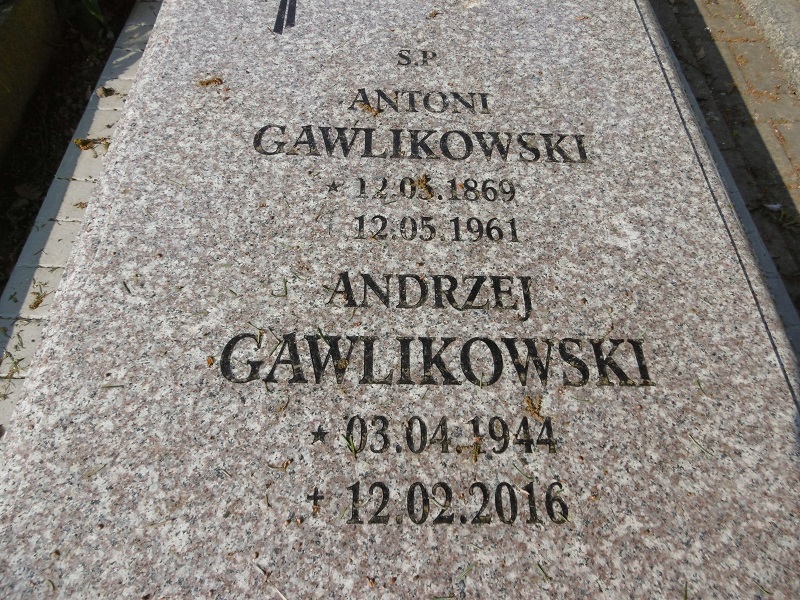 Ś.P.
ANTONI
GAWLIKOWSKI
★ 12.03.1869
12.05.1961
ANDRZEJ
GAWLIKOWSKI
★ 03.04.1944
✝ 12.02.2016